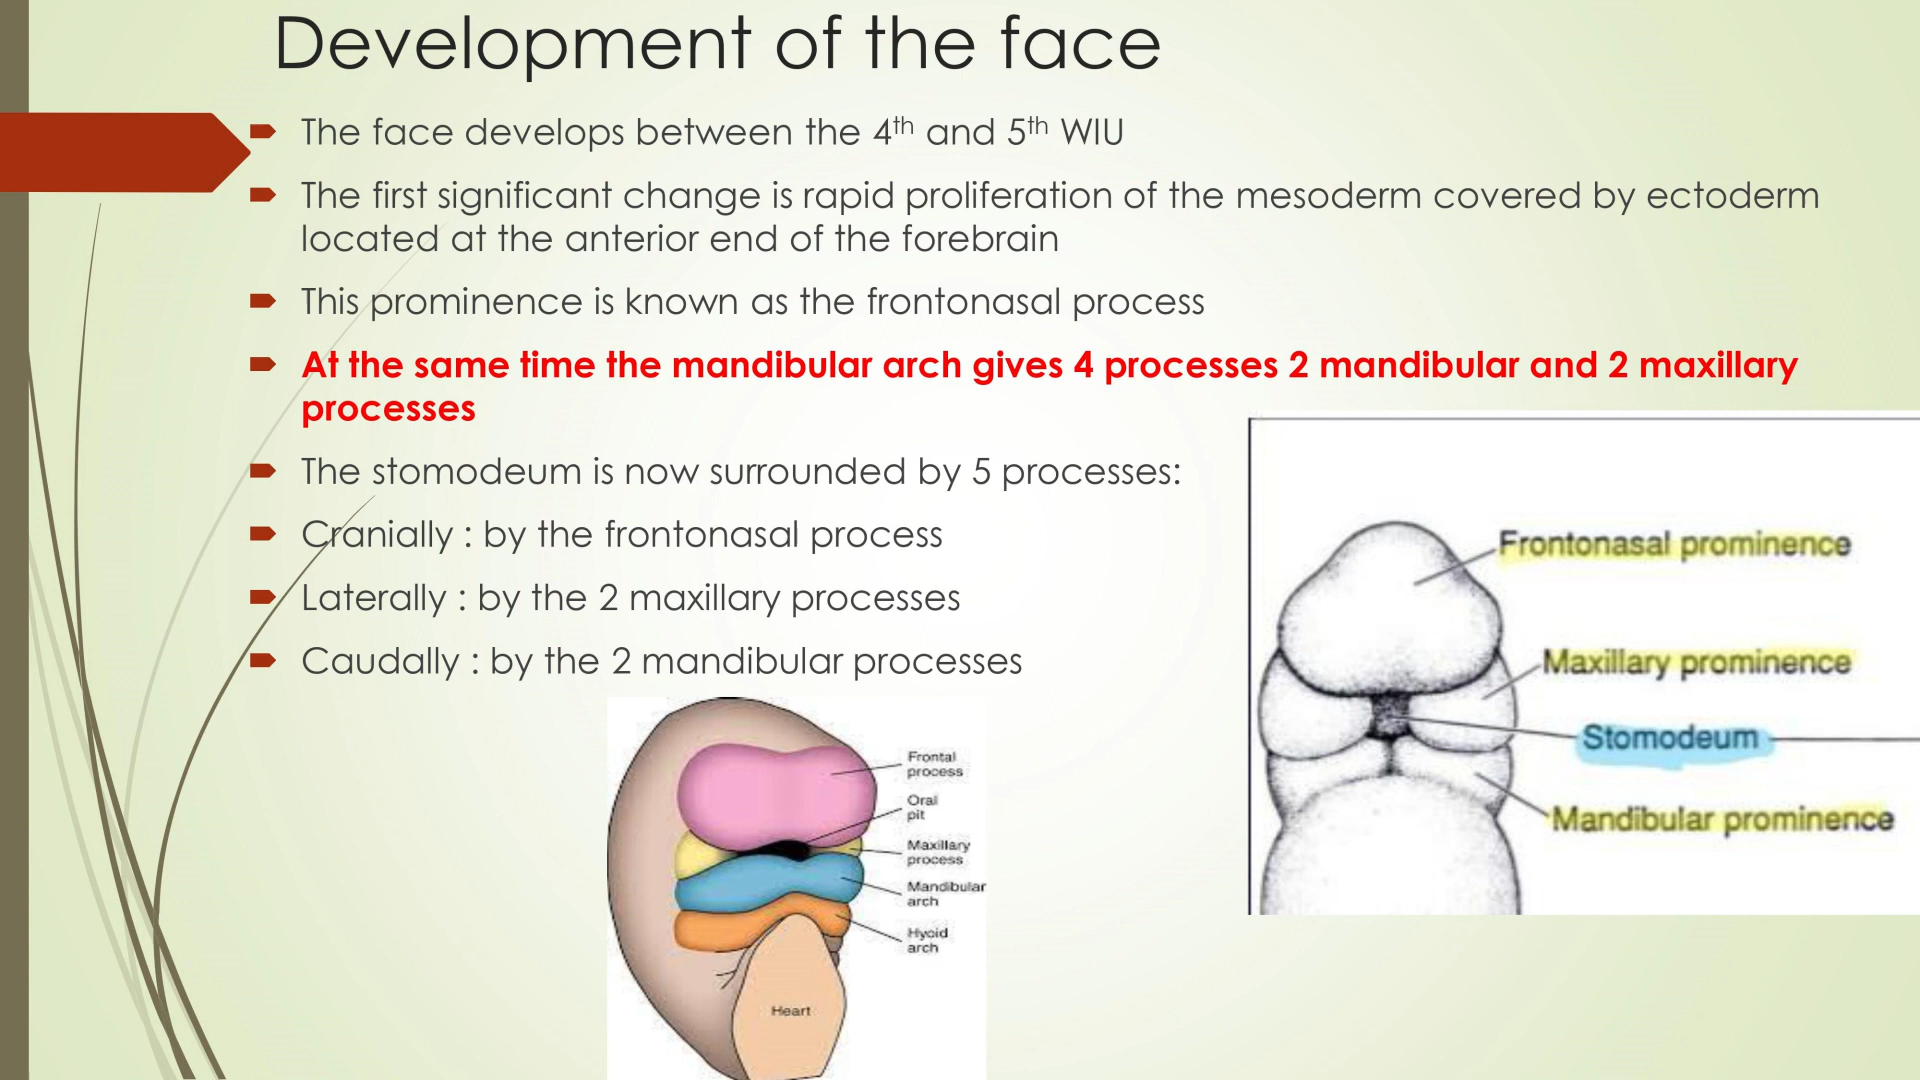 Development of the face
The face develops between the 4th and 5th WIU
The first significant change is rapid proliferation of the mesoderm covered by ectoderm
located at the anterior end of the forebrain
This prominence is known as the frontonasal process
At the same time the mandibular arch gives 4 processes 2 mandibular and 2 maxillary
processes
The stomodeum is now surrounded by 5 processes:
Cranially : by the frontonasal process
Laterally : by the 2 maxillary processes
Caudally : by the 2 mandibular processes
Frontal
process
Oral
pit
Maxillary
process
Mandibular
arch
Hyoid
arch
Heart
Frontonasal prominence
Maxillary prominence
Stomodeum
Mandibular prominence